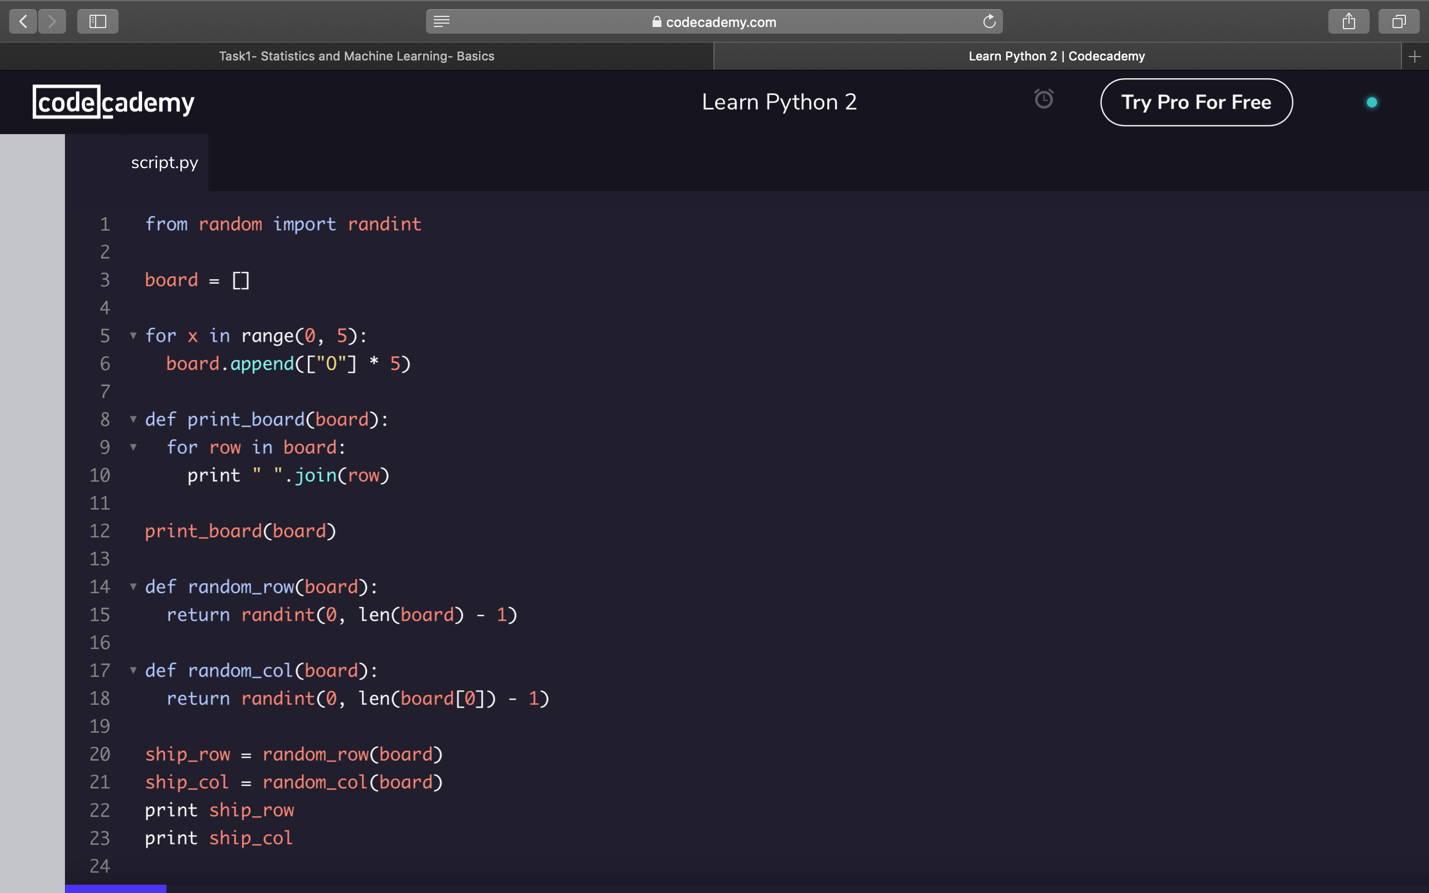 codecademy.com
Task1- Statistics and Machine Learning- Basics
Learn Python 2 | Codecademy
codecademy
Learn Python 2
Try Pro For Free
script.py
1 from random import randint
2
3 board = []
4
5 for x in range(0, 5):
6   board.append(["O"] * 5)
7
8 def print_board(board):
9   for row in board:
10     print " ".join(row)
11
12 print_board(board)
13
14 def random_row(board):
15   return randint(0, len(board) - 1)
16
17 def random_col(board):
18   return randint(0, len(board[0]) - 1)
19
20 ship_row = random_row(board)
21 ship_col = random_col(board)
22 print ship_row
23 print ship_col
24